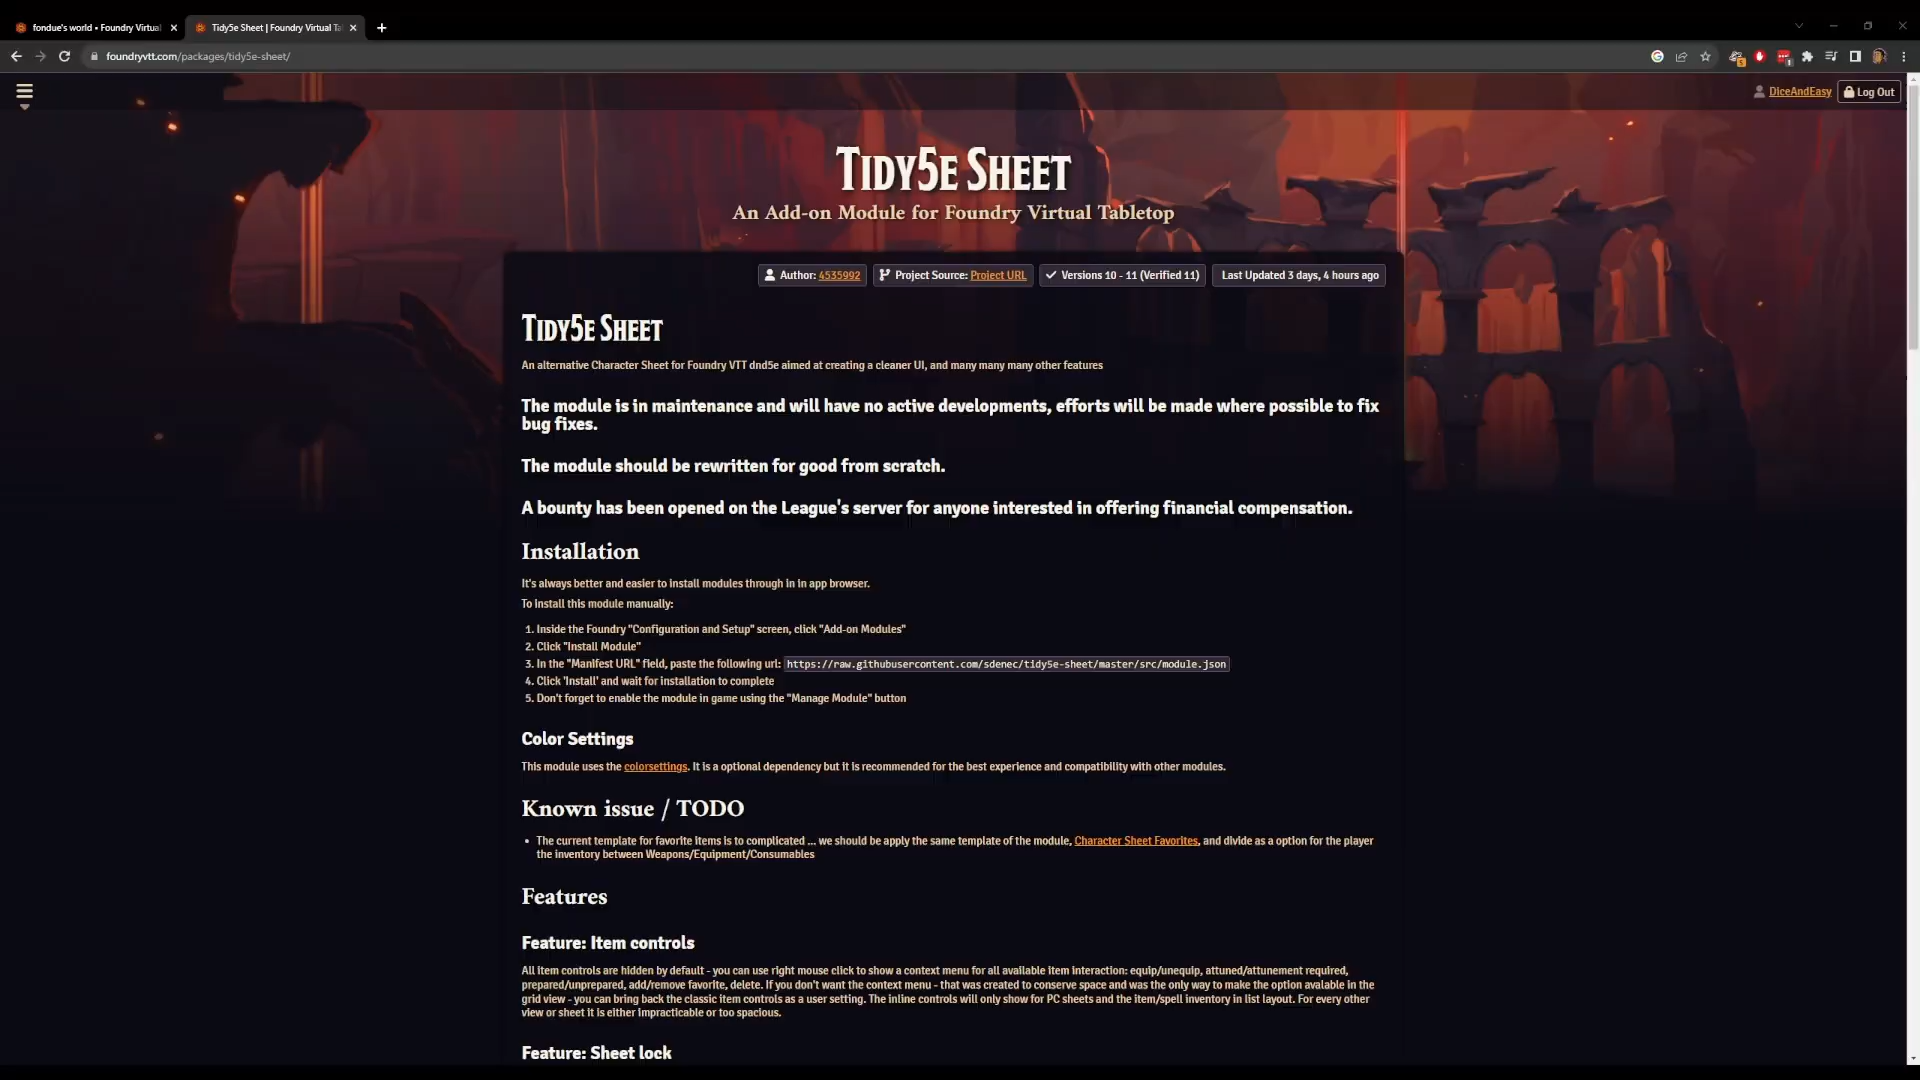 fondue's world • Foundry Virtual
Tidy5e Sheet | Foundry Virtual Ta
foundryvtt.com/packages/tidy5e-sheet/
DiceAndEasy
Log Out
Tidy5e Sheet
An Add-on Module for Foundry Virtual Tabletop
Author: 4535992
Project Source: Project URL
Versions 10 - 11 (Verified 11)
Last Updated 3 days, 4 hours ago
Tidy5e Sheet
An alternative Character Sheet for Foundry VTT dnd5e aimed at creating a cleaner UI, and many many many other features
The module is in maintenance and will have no active developments, efforts will be made where possible to fix
bug fixes.
The module should be rewritten for good from scratch.
A bounty has been opened on the League's server for anyone interested in offering financial compensation.
Installation
It's always better and easier to install modules through in in app browser.
To install this module manually:
1. Inside the Foundry "Configuration and Setup" screen, click "Add-on Modules"
2. Click "Install Module"
3. In the "Manifest URL" field, paste the following url: https://raw.githubusercontent.com/sdenec/tidy5e-sheet/master/src/module.json
4. Click 'Install' and wait for installation to complete
5. Don't forget to enable the module in game using the "Manage Module" button
Color Settings
This module uses the colorsettings. It is a optional dependency but it is recommended for the best experience and compatibility with other modules.
Known issue / TODO
• The current template for favorite items is to complicated ... we should be apply the same template of the module, Character Sheet Favorites, and divide as a option for the player
the inventory between Weapons/Equipment/Consumables
Features
Feature: Item controls
All item controls are hidden by default - you can use right mouse click to show a context menu for all available item interaction: equip/unequip, attuned/attunement required,
prepared/unprepared, add/remove favorite, delete. If you don't want the context menu - that was created to conserve space and was the only way to make the option avalable in the
grid view - you can bring back the classic item controls as a user setting. The inline controls will only show for PC sheets and the item/spell inventory in list layout. For every other
view or sheet it is either impracticable or too spacious.
Feature: Sheet lock